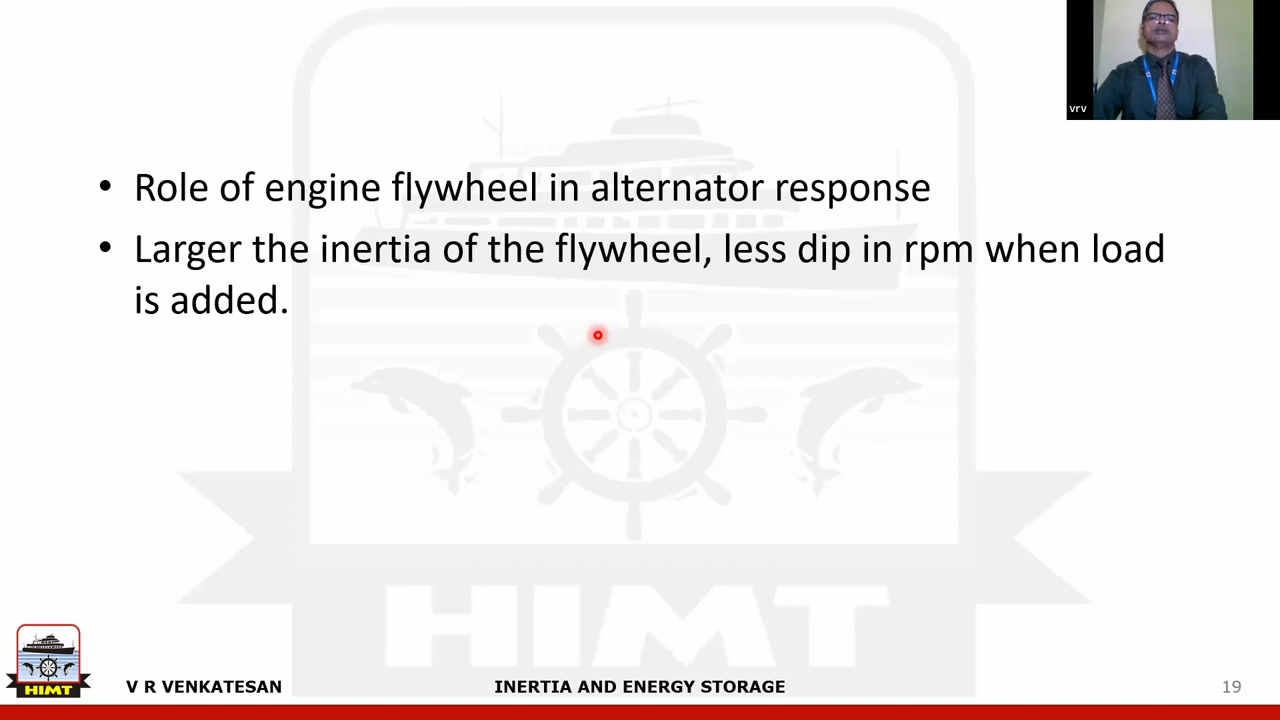 vrv
• Role of engine flywheel in alternator response
• Larger the inertia of the flywheel, less dip in rpm when load
is added.
HIMT
HIMT
V R VENKATESAN
INERTIA AND ENERGY STORAGE
19